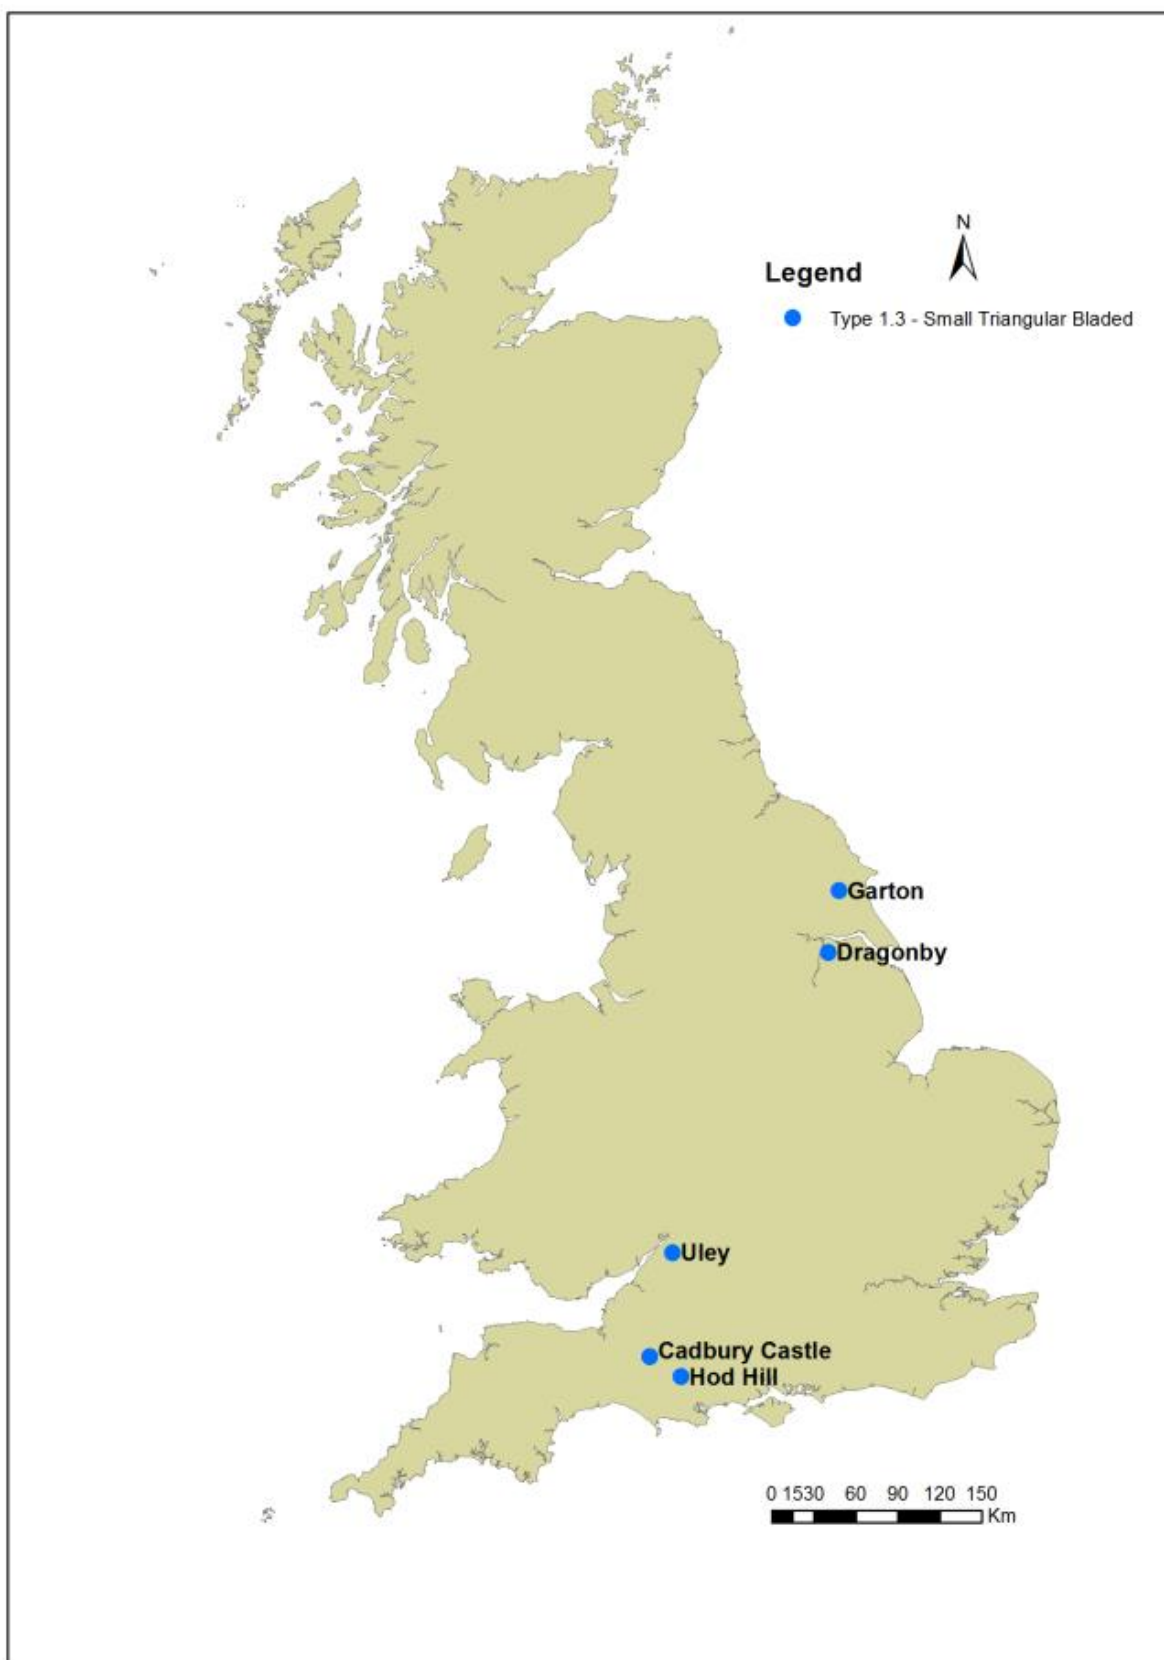 N
Legend
Type 1.3 - Small Triangular Bladed
Garton
Dragonby
Uley
Cadbury Castle
Hod Hill
0 1530 60 90 120 150
Km